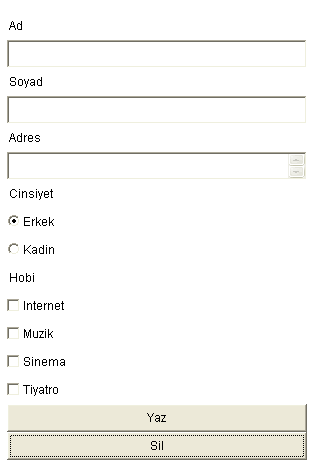 Ad
Soyad
Adres
Cinsiyet
Erkek
Kadin
Hobi
Internet
Muzik
Sinema
Tiyatro
Yaz
Sil